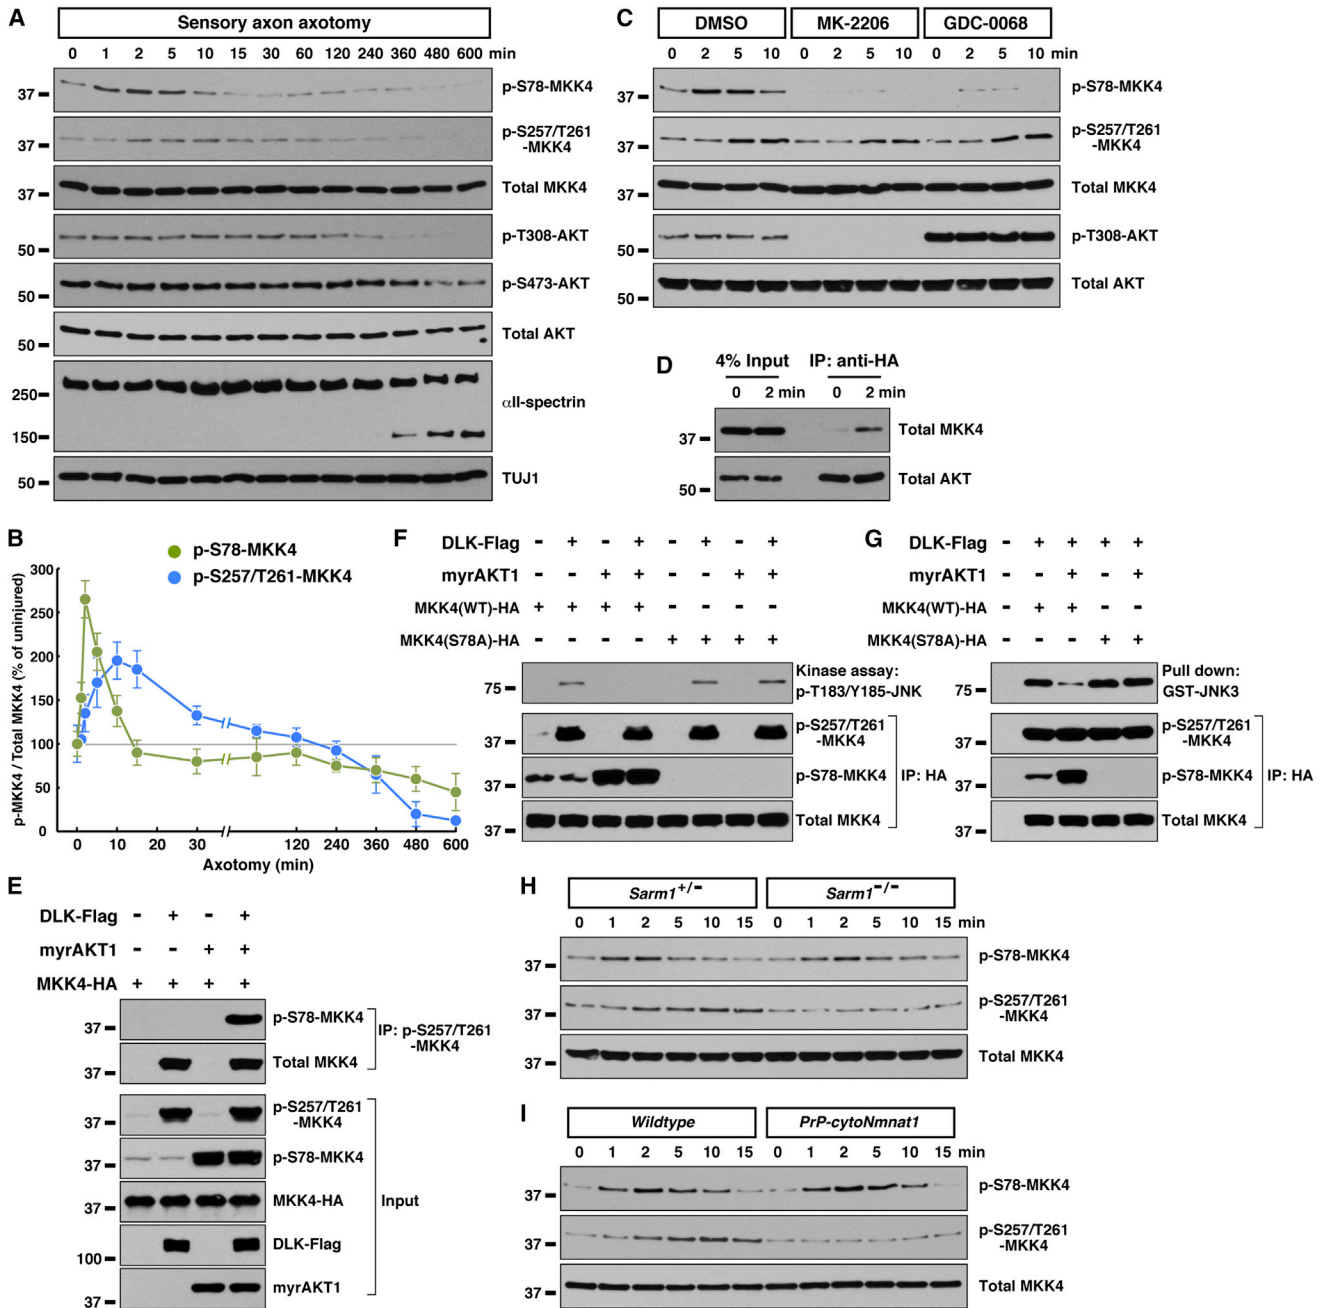 A
Sensory axon axotomy
0 1 2 5 10 15 30 60 120 240 360 480 600 min
37 p-S78-MKK4
37 p-S257/T261
-MKK4
37 Total MKK4
50 p-T308-AKT
50 p-S473-AKT
50 Total AKT
250
150 αII-spectrin
50 TUJ1
B
p-S78-MKK4
p-S257/T261-MKK4
p-MKK4 / Total MKK4 (% of uninjured)
300
250
200
150
100
50
0
0 10 20 30 120 240 360 480 600
Axotomy (min)
C
DMSO MK-2206 GDC-0068
0 2 5 10 0 2 5 10 0 2 5 10 min
37 p-S78-MKK4
37 p-S257/T261
-MKK4
37 Total MKK4
50 p-T308-AKT
50 Total AKT
D
4% Input IP: anti-HA
0 2 min 0 2 min
37 Total MKK4
50 Total AKT
E
DLK-Flag - + - +
myrAKT1 - - + +
MKK4-HA + + + +
37 p-S78-MKK4
37 Total MKK4
IP: p-S257/T261
-MKK4
37 p-S257/T261
-MKK4
37 p-S78-MKK4
37 MKK4-HA
100 DLK-Flag
37 myrAKT1
Input
F
DLK-Flag - + - + - + - +
myrAKT1 - - + + - - + +
MKK4(WT)-HA + + + + - - - -
MKK4(S78A)-HA - - - - + + + +
75 Kinase assay:
p-T183/Y185-JNK
37 p-S257/T261
-MKK4
37 p-S78-MKK4
37 Total MKK4
IP: HA
G
DLK-Flag - + + + +
myrAKT1 - - + - +
MKK4(WT)-HA - + + - -
MKK4(S78A)-HA - - - + +
75 Pull down:
GST-JNK3
37 p-S257/T261
-MKK4
37 p-S78-MKK4
37 Total MKK4
IP: HA
H
Sarm1+/- Sarm1-/-
0 1 2 5 10 15 0 1 2 5 10 15 min
37 p-S78-MKK4
37 p-S257/T261
-MKK4
37 Total MKK4
I
Wildtype PrP-cytoNmnat1
0 1 2 5 10 15 0 1 2 5 10 15 min
37 p-S78-MKK4
37 p-S257/T261
-MKK4
37 Total MKK4